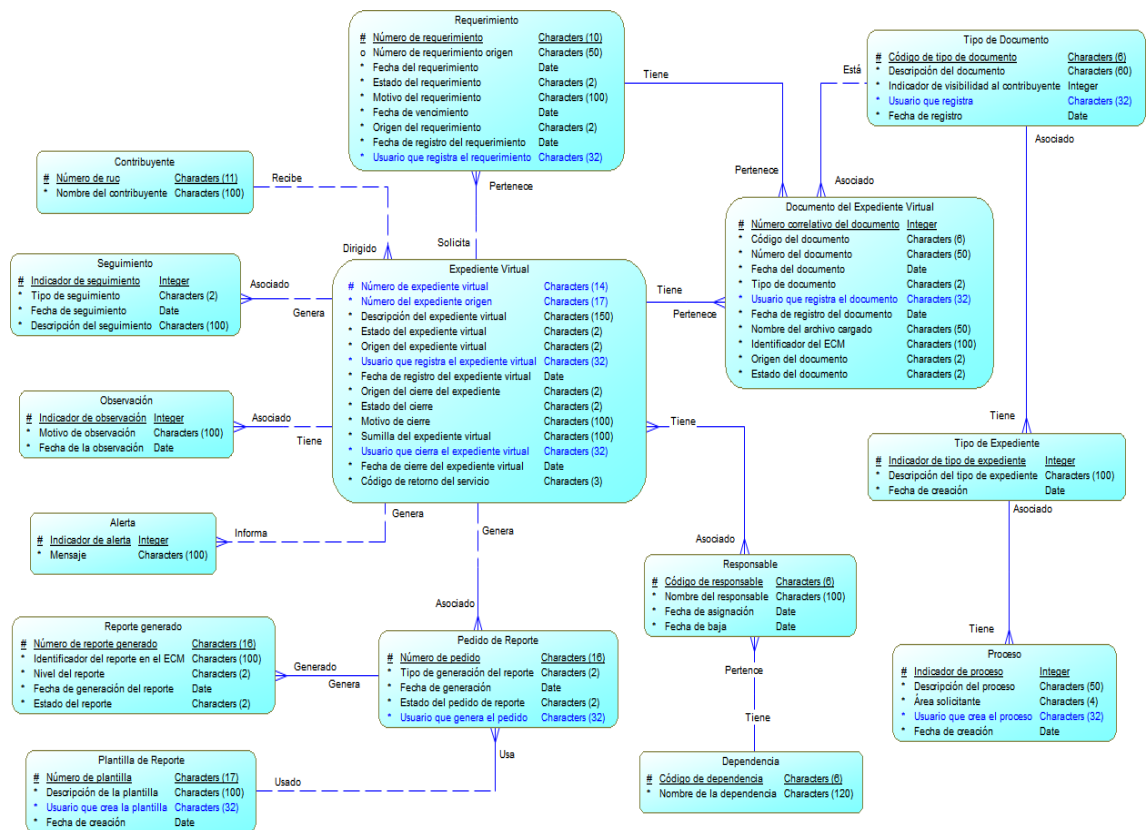 Requerimiento
# Número de requerimiento Characters (10)
o Número de requerimiento origen Characters (50)
* Fecha del requerimiento Date
* Estado del requerimiento Characters (2)
* Motivo del requerimiento Characters (100)
* Fecha de vencimiento Date
* Origen del requerimiento Characters (2)
* Fecha de registro del requerimiento Date
* Usuario que registra el requerimiento Characters (32)
Tipo de Documento
# Código de tipo de documento Characters (6)
* Descripción del documento Characters (60)
* Indicador de visibilidad al contribuyente Integer
* Usuario que registra Characters (32)
* Fecha de registro Date
Tiene
Está
Asociado
Contribuyente
# Número de ruc Characters (11)
* Nombre del contribuyente Characters (100)
Recibe
Dirigido
Pertenece
Solicita
Pertenece
Asociado
Documento del Expediente Virtual
# Número correlativo del documento Integer
* Código del documento Characters (6)
* Número del documento Characters (50)
* Fecha del documento Date
* Tipo de documento Characters (2)
* Usuario que registra el documento Characters (32)
* Fecha de registro del documento Date
* Nombre del archivo cargado Characters (50)
* Identificador del ECM Characters (100)
* Origen del documento Characters (2)
* Estado del documento Characters (2)
Seguimiento
# Indicador de seguimiento Integer
* Tipo de seguimiento Characters (2)
* Fecha de seguimiento Date
* Descripción del seguimiento Characters (100)
Asociado
Genera
Expediente Virtual
# Número de expediente virtual Characters (14)
* Número del expediente origen Characters (17)
* Descripción del expediente virtual Characters (150)
* Estado del expediente virtual Characters (2)
* Origen del expediente virtual Characters (2)
* Usuario que registra el expediente virtual Characters (32)
* Fecha de registro del expediente virtual Date
* Origen del cierre del expediente Characters (2)
* Estado del cierre Characters (2)
* Motivo de cierre Characters (100)
* Sumilla del expediente virtual Characters (100)
* Usuario que cierra el expediente virtual Characters (32)
* Fecha de cierre del expediente virtual Date
* Código de retorno del servicio Characters (3)
Tiene
Pertenece
Observación
# Indicador de observación Integer
* Motivo de observación Characters (100)
* Fecha de la observación Date
Asociado
Tiene
Tiene
Asociado
Tipo de Expediente
# Indicador de tipo de expediente Integer
* Descripción del tipo de expediente Characters (100)
* Fecha de creación Date
Asociado
Tiene
Alerta
# Indicador de alerta Integer
* Mensaje Characters (100)
Genera
Informa
Genera
Asociado
Asociado
Responsable
# Código de responsable Characters (6)
* Nombre del responsable Characters (100)
* Fecha de asignación Date
* Fecha de baja Date
Pertence
Tiene
Reporte generado
# Número de reporte generado Characters (16)
* Identificador del reporte en el ECM Characters (100)
* Nivel del reporte Characters (2)
* Fecha de generación del reporte Date
* Estado del reporte Characters (2)
Generado
Genera
Pedido de Reporte
# Número de pedido Characters (16)
* Tipo de generación del reporte Characters (2)
* Fecha de generación Date
* Estado del pedido de reporte Characters (2)
* Usuario que genera el pedido Characters (32)
Tiene
Proceso
# Indicador de proceso Integer
* Descripción del proceso Characters (50)
* Área solicitante Characters (4)
* Usuario que crea el proceso Characters (32)
* Fecha de creación Date
Plantilla de Reporte
# Número de plantilla Characters (17)
* Descripción de la plantilla Characters (100)
* Usuario que crea la plantilla Characters (32)
* Fecha de creación Date
Usado
Usa
Dependencia
# Código de dependencia Characters (6)
* Nombre de la dependencia Characters (120)